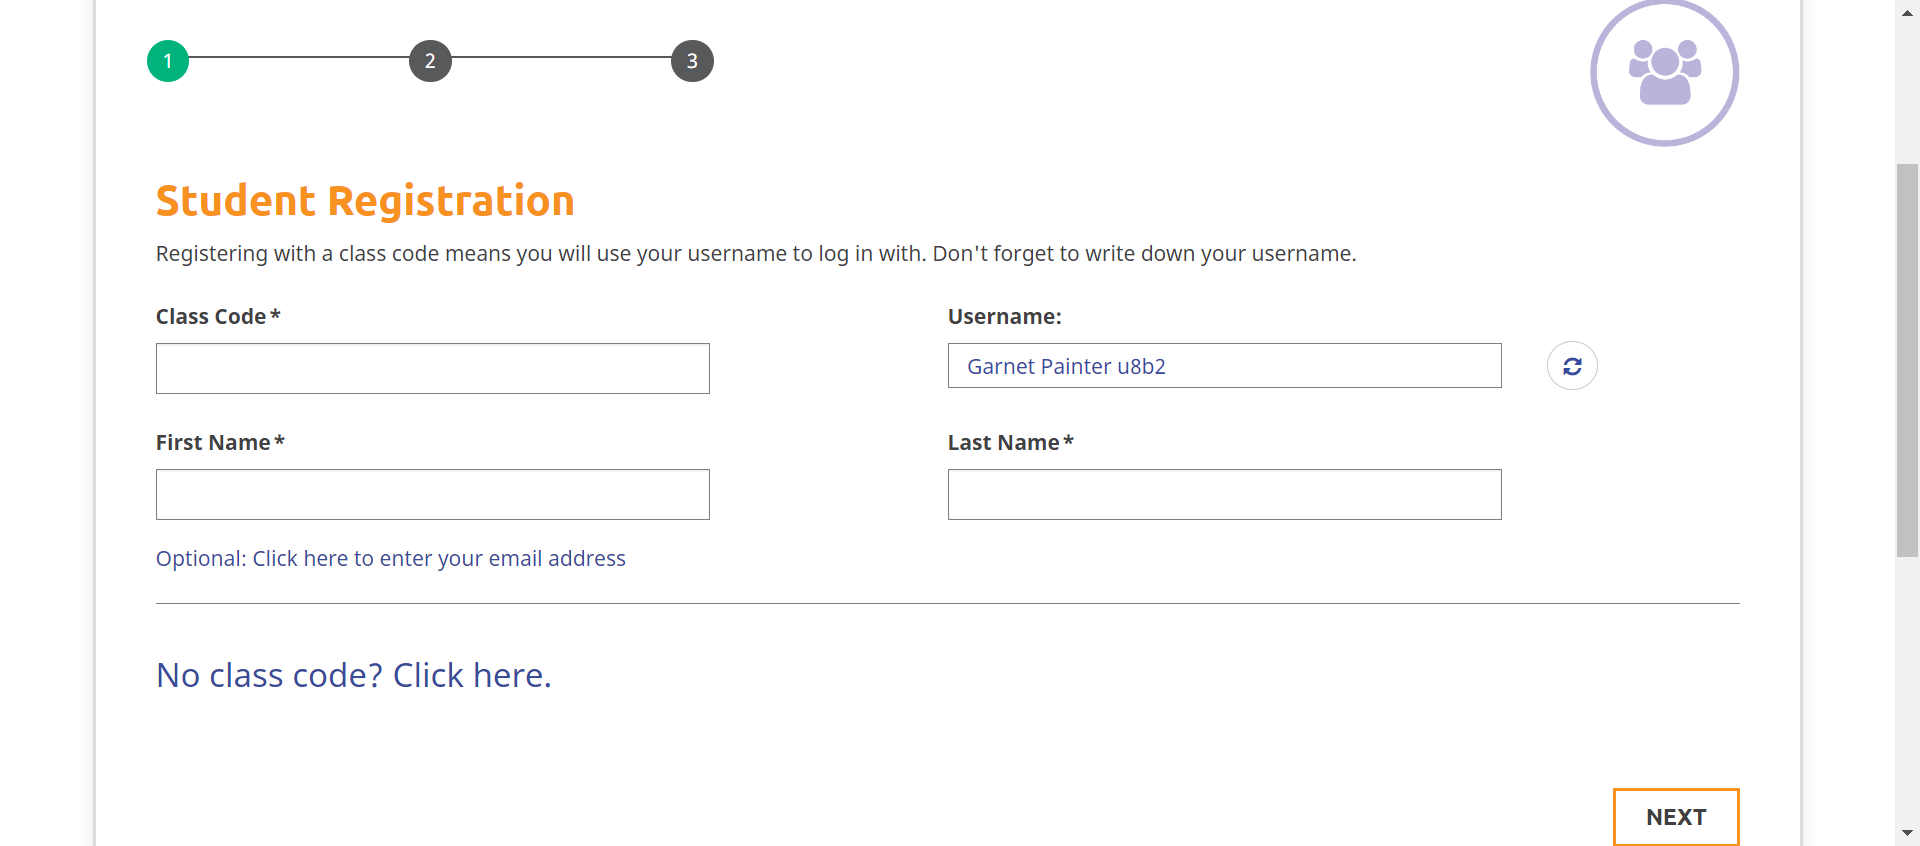 1
2
3
Student Registration
Registering with a class code means you will use your username to log in with. Don't forget to write down your username.
Class Code*
Username:
Garnet Painter u8b2
First Name*
Last Name*
Optional: Click here to enter your email address
No class code? Click here.
NEXT